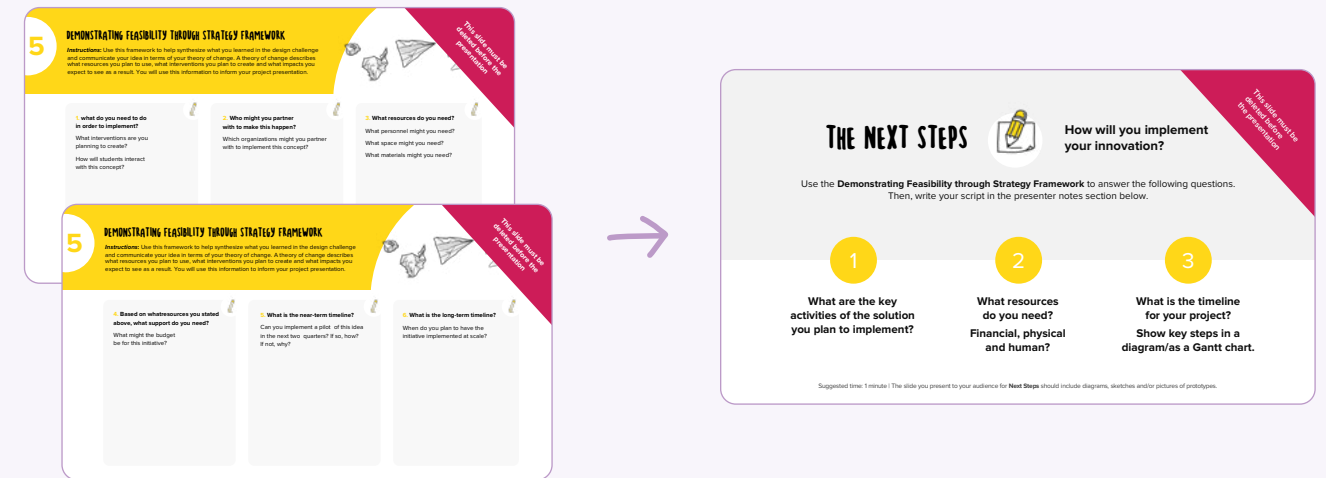 5
DEMONSTRATING FEASIBILITY THROUGH STRATEGY FRAMEWORK
Instructions: Use this framework to help synthesize what you learned in the design challenge
and communicate your idea in terms of your theory of change. A theory of change describes
what resources you plan to use, what interventions you plan to create and what impacts you
expect to see as a result. You will use this information to inform your project presentation.
This slide must be
deleted before the
presentation
1. what do you need to do
in order to implement?
What interventions are you
planning to create?
How will students interact
with this concept?
2. Who might you partner
with to make this happen?
Which organizations might you partner
with to implement this concept?
3. What resources do you need?
What personnel might you need?
What space might you need?
What materials might you need?
5
DEMONSTRATING FEASIBILITY THROUGH STRATEGY FRAMEWORK
Instructions: Use this framework to help synthesize what you learned in the design challenge
and communicate your idea in terms of your theory of change. A theory of change describes
what resources you plan to use, what interventions you plan to create and what impacts you
expect to see as a result. You will use this information to inform your project presentation.
This slide must be
deleted before the
presentation
4. Based on whatresources you stated
above, what support do you need?
What might the budget
be for this initiative?
5. What is the near-term timeline?
Can you implement a pilot of this idea
in the next two quarters? If so, how?
If not, why?
6. What is the long-term timeline?
When do you plan to have the
initiative implemented at scale?
THE NEXT STEPS
How will you implement
your innovation?
This slide must be
deleted before
the presentation
Use the Demonstrating Feasibility through Strategy Framework to answer the following questions.
Then, write your script in the presenter notes section below.
1
What are the key
activities of the solution
you plan to implement?
2
What resources
do you need?
Financial, physical
and human?
3
What is the timeline
for your project?
Show key steps in a
diagram/as a Gantt chart.
Suggested time: 1 minute | The slide you present to your audience for Next Steps should include diagrams, sketches and/or pictures of prototypes.